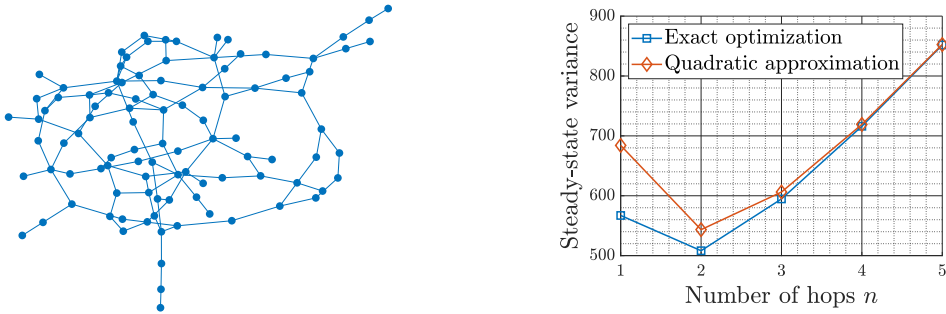 900
800
700
600
500
Steady-state variance
Exact optimization
Quadratic approximation
1 2 3 4 5
Number of hops n